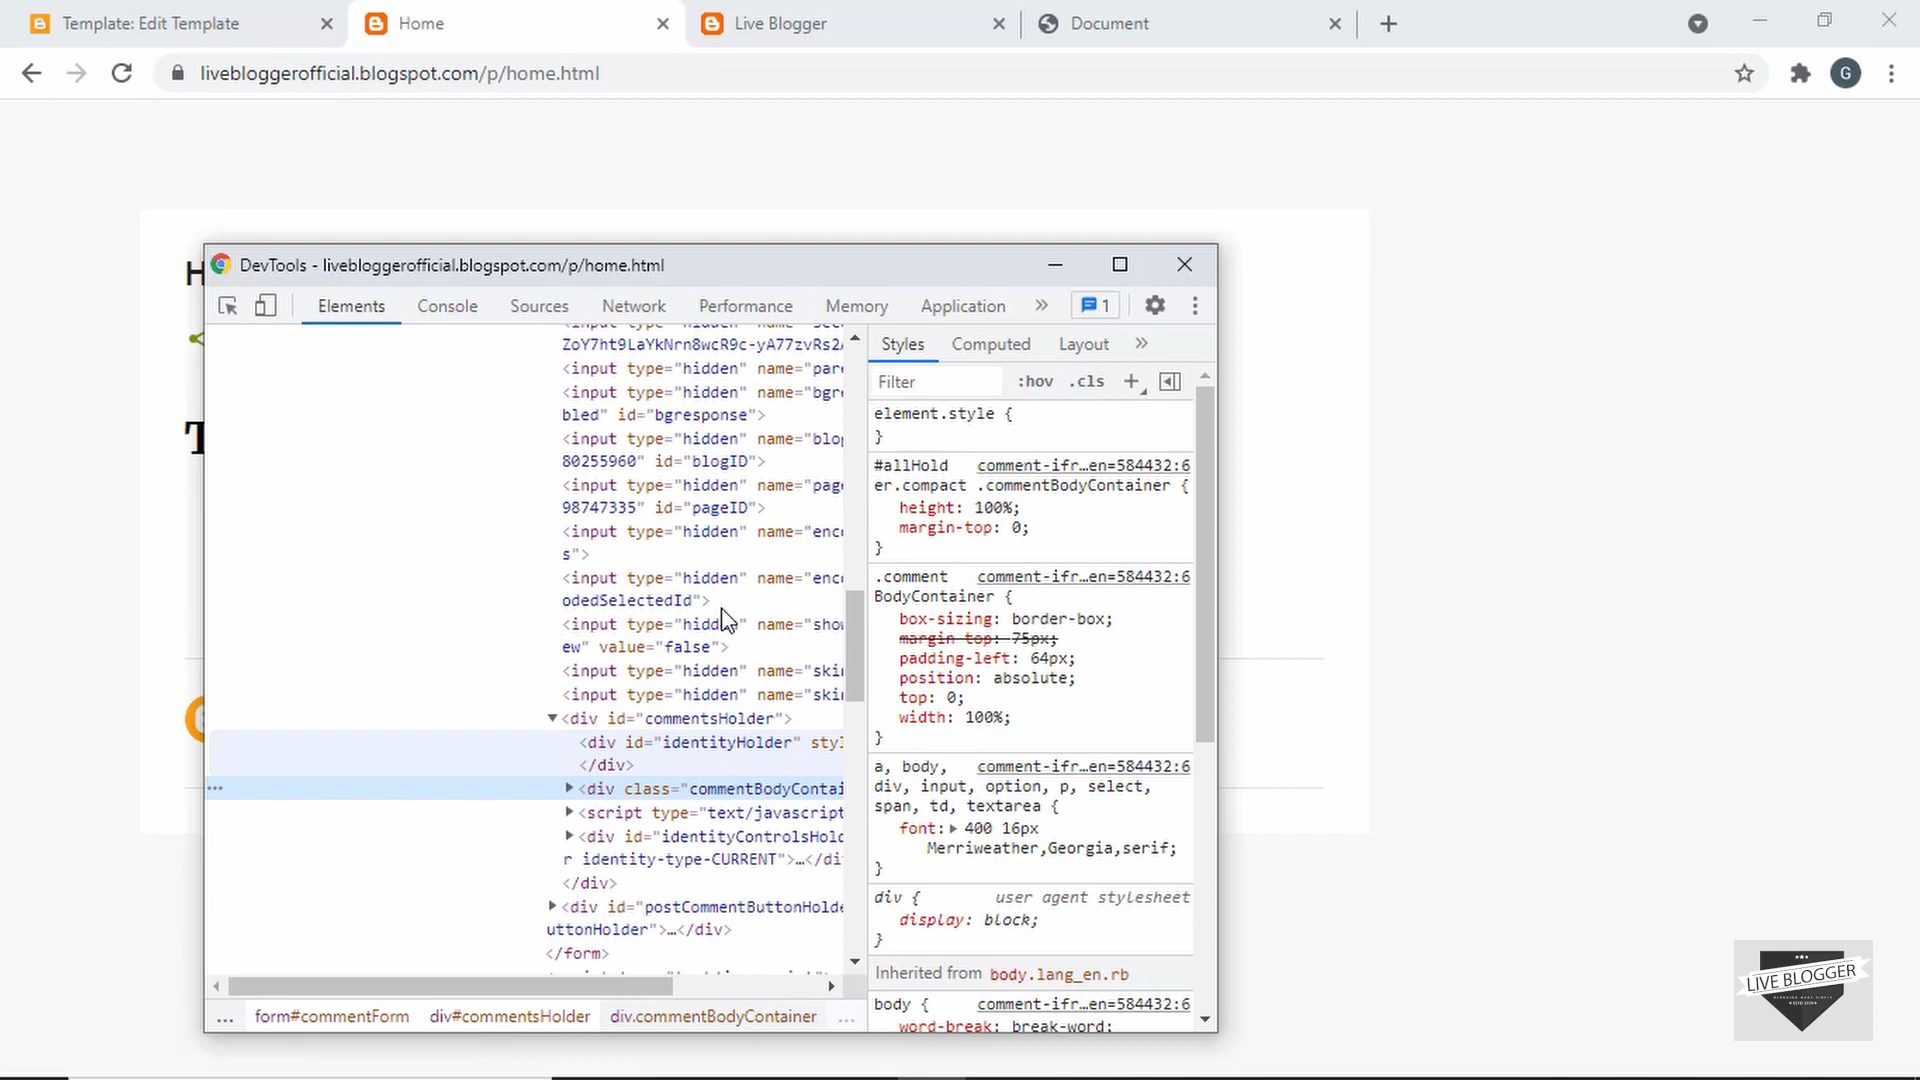 Template: Edit Template
Home
Live Blogger
Document
livebloggerofficial.blogspot.com/p/home.html
G
H
T
DevTools - livebloggerofficial.blogspot.com/p/home.html
Elements
Console
Sources
Network
Performance
Memory
Application
1
ZoY7ht9LaYkNrn8wcR9c-yA77zvRs2
<input type="hidden" name="par
<input type="hidden" name="bgr
bled" id="bgresponse">
<input type="hidden" name="blo
80255960" id="blogID">
<input type="hidden" name="pag
98747335" id="pageID">
<input type="hidden" name="enc
s">
<input type="hidden" name="enc
odedSelectedId">
<input type="hidden" name="sho
ew" value="false">
<input type="hidden" name="ski
<input type="hidden" name="ski
<div id="commentsHolder">
<div id="identityHolder" styl
</div>
<div class="commentBodyContai
<script type="text/javascript
<div id="identityControlsHol
r identity-type-CURRENT">…</di
</div>
<div id="postCommentButtonHold
uttonHolder">…</div>
</form>
... form#commentForm div#commentsHolder div.commentBodyContainer ...
Styles
Computed
Layout
Filter
:hov
.cls
element.style {
}
#allHold comment-ifr…en=584432:6
er.compact .commentBodyContainer {
height: 100%;
margin-top: 0;
}
.comment comment-ifr…en=584432:6
BodyContainer {
box-sizing: border-box;
margin-top: 75px;
padding-left: 64px;
position: absolute;
top: 0;
width: 100%;
}
a, body, comment-ifr…en=584432:6
div, input, option, p, select,
span, td, textarea {
font: 400 16px
Merriweather,Georgia,serif;
}
div { user agent stylesheet
display: block;
}
Inherited from body.lang_en.rb
body { comment-ifr…en=584432:6
word-break: break-word;
LIVE BLOGGER